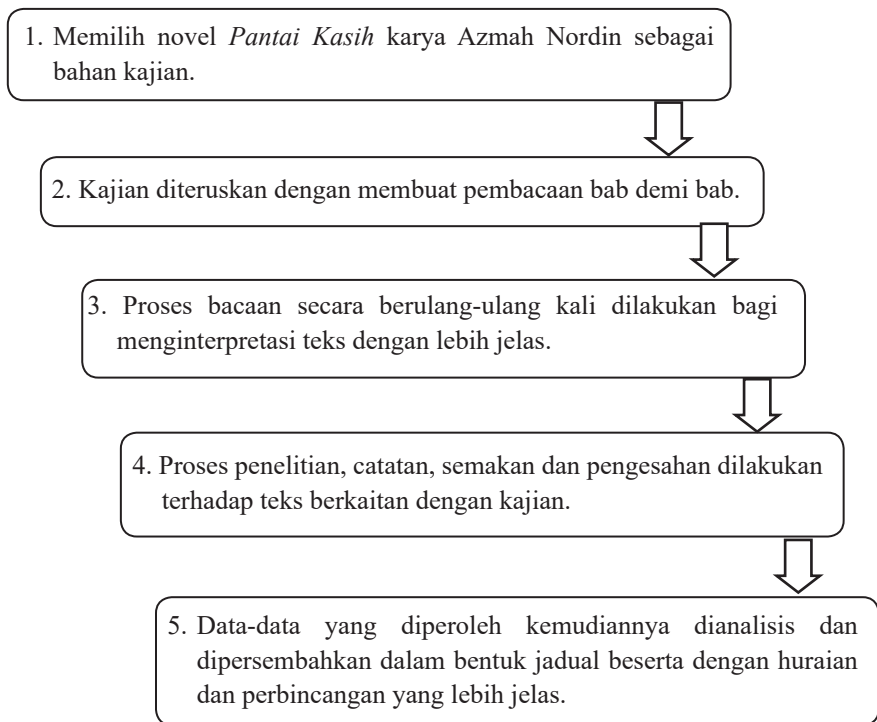 1. Memilih novel Pantai Kasih karya Azmah Nordin sebagai
bahan kajian.
2. Kajian diteruskan dengan membuat pembacaan bab demi bab.
3. Proses bacaan secara berulang-ulang kali dilakukan bagi
menginterpretasi teks dengan lebih jelas.
4. Proses penelitian, catatan, semakan dan pengesahan dilakukan
terhadap teks berkaitan dengan kajian.
5. Data-data yang diperoleh kemudiannya dianalisis dan
dipersembahkan dalam bentuk jadual beserta dengan huraian
dan perbincangan yang lebih jelas.